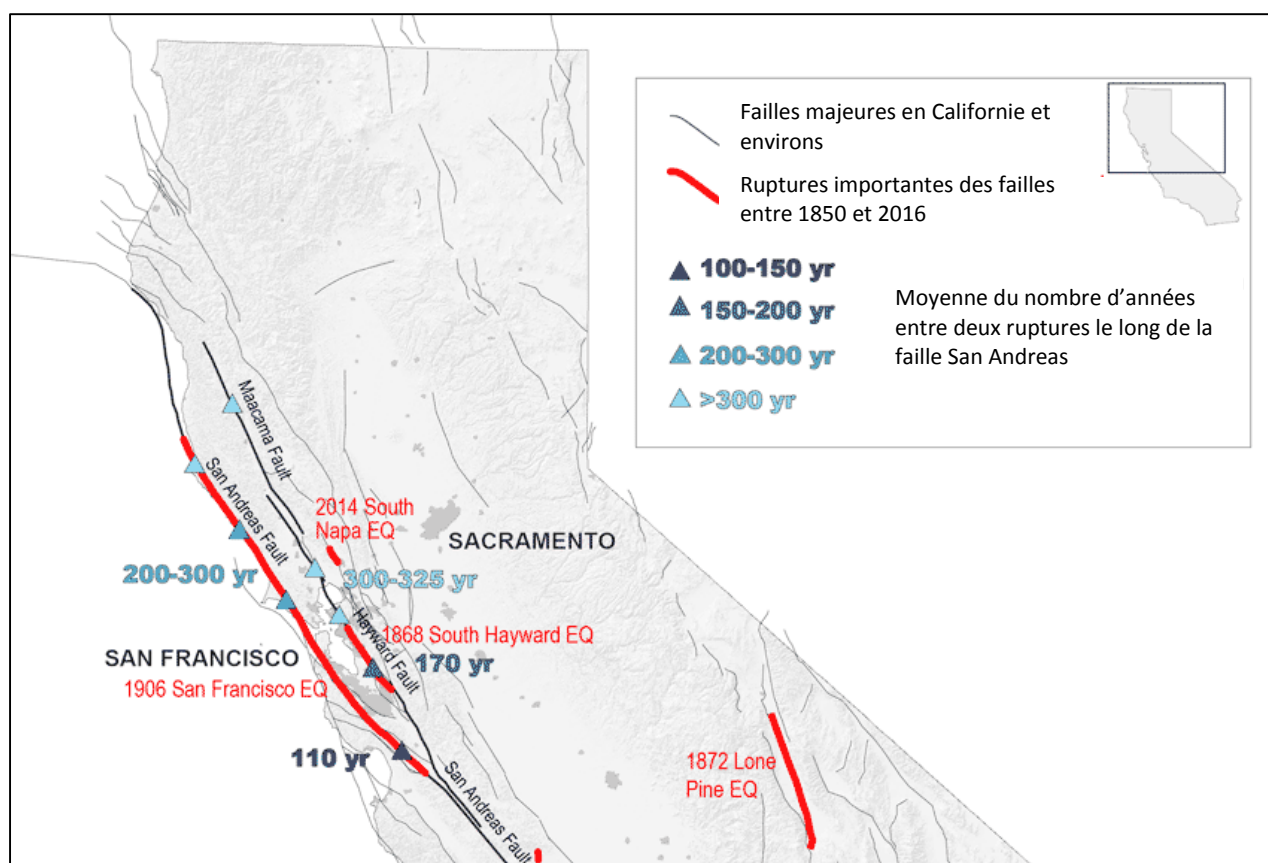 Failles majeures en Californie et
environs
Ruptures importantes des failles
entre 1850 et 2016
100-150 yr
150-200 yr
200-300 yr
>300 yr
Moyenne du nombre d’années
entre deux ruptures le long de la
faille San Andreas
Maacama Fault
San Andreas Fault
2014 South
Napa EQ
SACRAMENTO
200-300 yr
300-325 yr
Hayward Fault
1868 South Hayward EQ
SAN FRANCISCO
170 yr
1906 San Francisco EQ
110 yr
San Andreas Fault
1872 Lone
Pine EQ